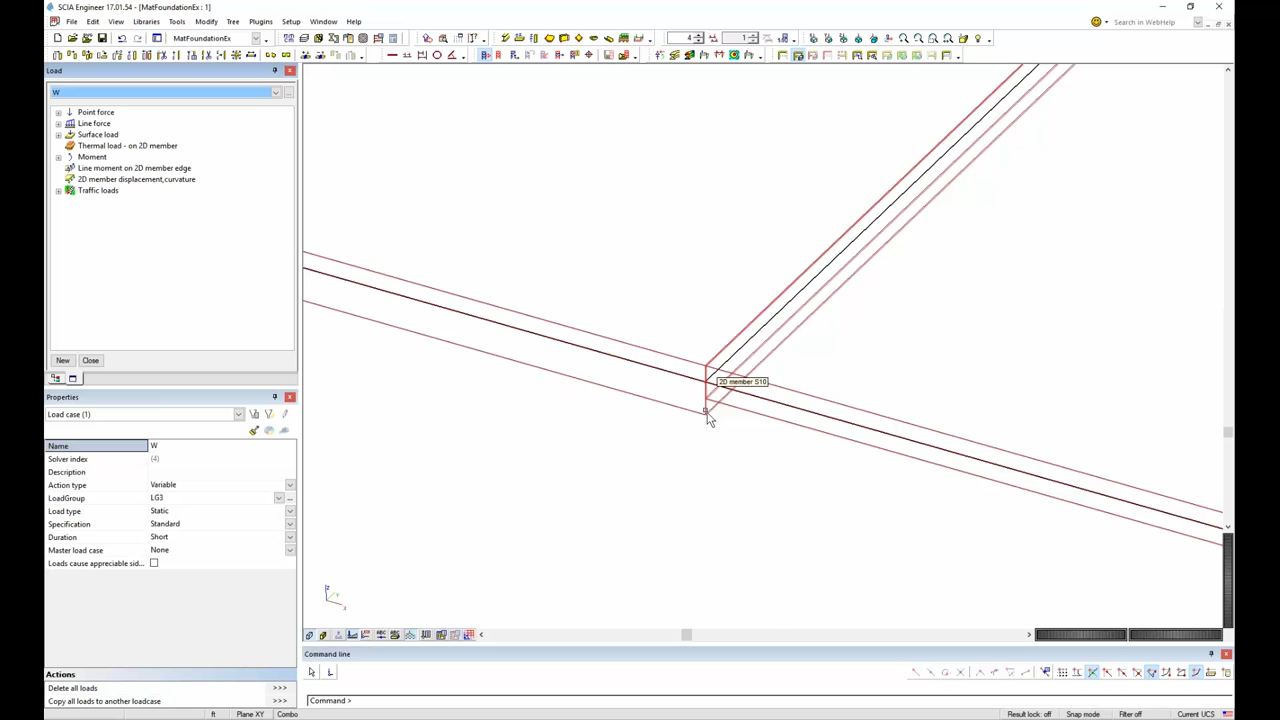 SCIA Engineer 17.01.54 - [MatFoundationEx : 1]
File Edit View Libraries Tools Modify Tree Plugins Setup Window Help
Search in WebHelp
MatFoundationEx
4
1
Load
W
Point force
Line force
Surface load
Thermal load - on 2D member
Moment
Line moment on 2D member edge
2D member displacement,curvature
Traffic loads
New Close
Properties
Load case (1)
Name W
Solver index (4)
Description
Action type Variable
LoadGroup LG3
Load type Static
Specification Standard
Duration Short
Master load case None
Loads cause appreciable sid...
Actions
Delete all loads >>>
Copy all loads to another loadcase >>>
2D member S10
z
Y
x
Command line
Command >
ft Plane XY Combo
Result lock: off Snap mode Filter off Current UCS